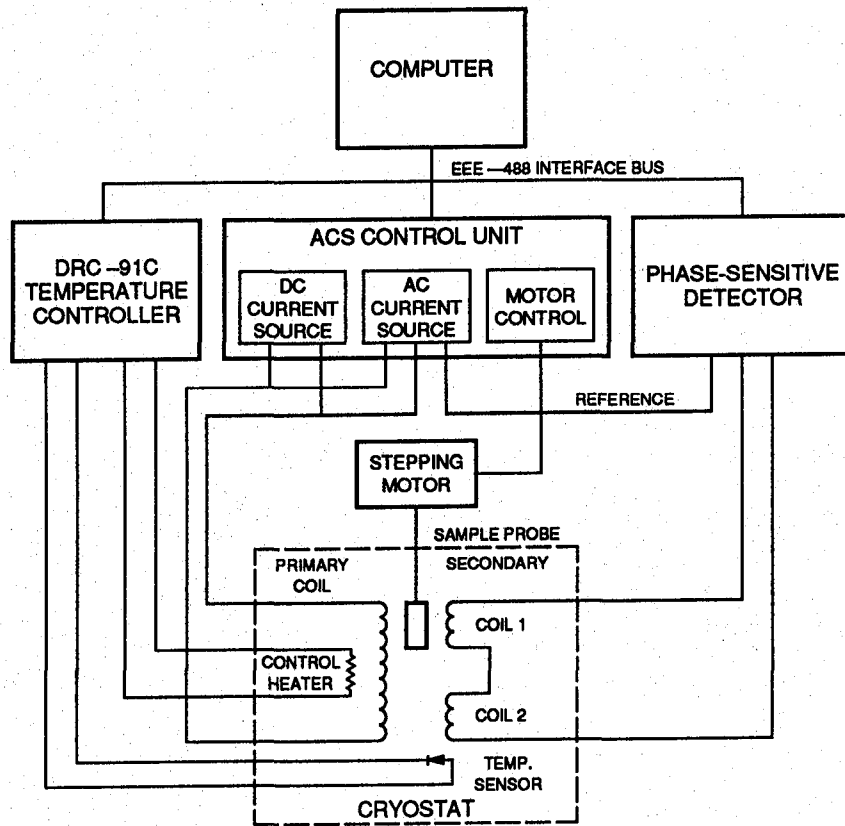 COMPUTER
EEE—488 INTERFACE BUS
DRC–91C
TEMPERATURE
CONTROLLER
ACS CONTROL UNIT
DC
CURRENT
SOURCE
AC
CURRENT
SOURCE
MOTOR
CONTROL
PHASE-SENSITIVE
DETECTOR
REFERENCE
STEPPING
MOTOR
SAMPLE PROBE
PRIMARY
COIL
SECONDARY
COIL 1
CONTROL
HEATER
COIL 2
TEMP.
SENSOR
CRYOSTAT